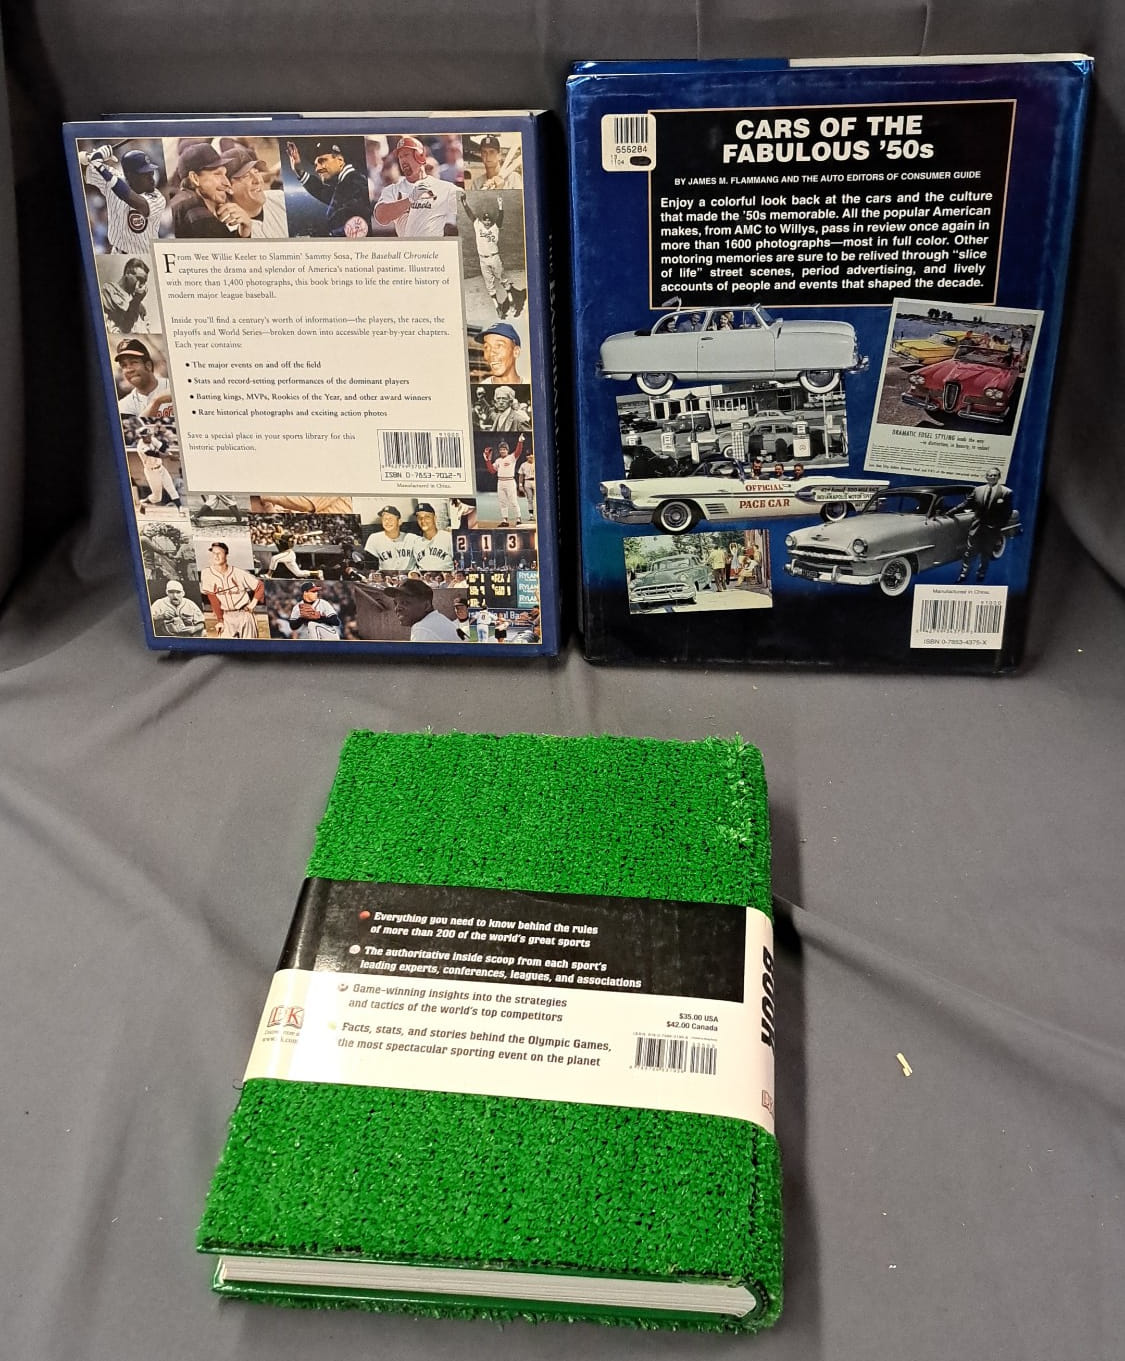 From Wee Willie Keeler to Slammin' Sammy Sosa, The Baseball Chronicle
captures the drama and splendor of America's national pastime. Illustrated
with more than 1,400 photographs, this book brings to life the entire history of
modern major league baseball.
Inside you'll find a century's worth of information—the players, the races, the
playoffs and World Series—broken down into accessible year-by-year chapters.
Each year contains:
• The major events on and off the field
• Stats and record-setting performances of the dominant players
• Batting kings, MVPs, Rookies of the Year, and other award winners
• Rare historical photographs and exciting action photos
Save a special place in your sports library for this
historic publication.
ISBN 0-7853-7012-9
Manufactured in China.
NEW YORK
NEW YORK
2 1 3
555284
CARS OF THE
FABULOUS '50s
BY JAMES M. FLAMMANG AND THE AUTO EDITORS OF CONSUMER GUIDE
Enjoy a colorful look back at the cars and the culture
that made the '50s memorable. All the popular American
makes, from AMC to Willys, pass in review once again in
more than 1600 photographs—most in full color. Other
motoring memories are sure to be relived through "slice
of life" street scenes, period advertising, and lively
accounts of people and events that shaped the decade.
DRAMATIC EDSEL STYLING
OFFICIAL
PACE CAR
Manufactured in China.
ISBN 0-7853-4375-X
Everything you need to know behind the rules
of more than 200 of the world's great sports
The authoritative inside scoop from each sport's
leading experts, conferences, leagues, and associations
Game-winning insights into the strategies
and tactics of the world's top competitors
Facts, stats, and stories behind the Olympic Games,
the most spectacular sporting event on the planet
$35.00 USA
$42.00 Canada
DK
BOOK